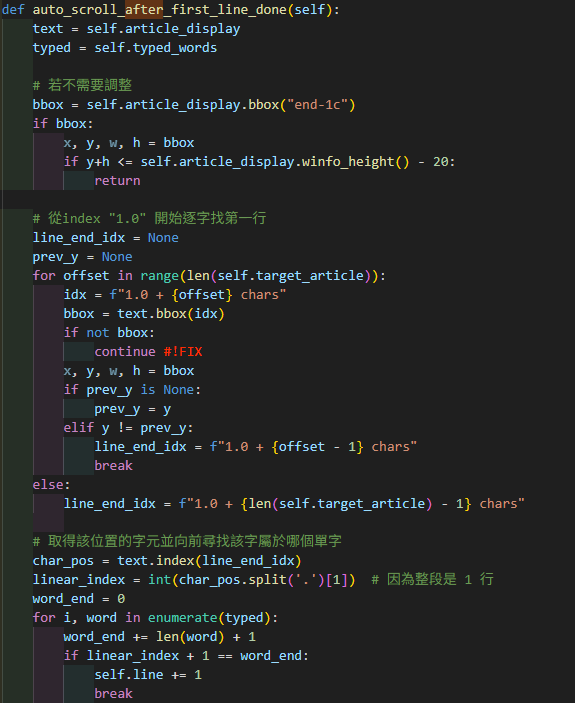 def auto_scroll_after_first_line_done(self):
    text = self.article_display
    typed = self.typed_words

    # 若不需要調整
    bbox = self.article_display.bbox("end-1c")
    if bbox:
        x, y, w, h = bbox
        if y+h <= self.article_display.winfo_height() - 20:
            return

    # 從index "1.0" 開始逐字找第一行
    line_end_idx = None
    prev_y = None
    for offset in range(len(self.target_article)):
        idx = f"1.0 + {offset} chars"
        bbox = text.bbox(idx)
        if not bbox:
            continue #!FIX
        x, y, w, h = bbox
        if prev_y is None:
            prev_y = y
        elif y != prev_y:
            line_end_idx = f"1.0 + {offset - 1} chars"
            break
    else:
        line_end_idx = f"1.0 + {len(self.target_article) - 1} chars"

    # 取得該位置的字元並向前尋找該字屬於哪個單字
    char_pos = text.index(line_end_idx)
    linear_index = int(char_pos.split('.')[1])  # 因為整段是 1 行
    word_end = 0
    for i, word in enumerate(typed):
        word_end += len(word) + 1
        if linear_index + 1 == word_end:
            self.line += 1
            break